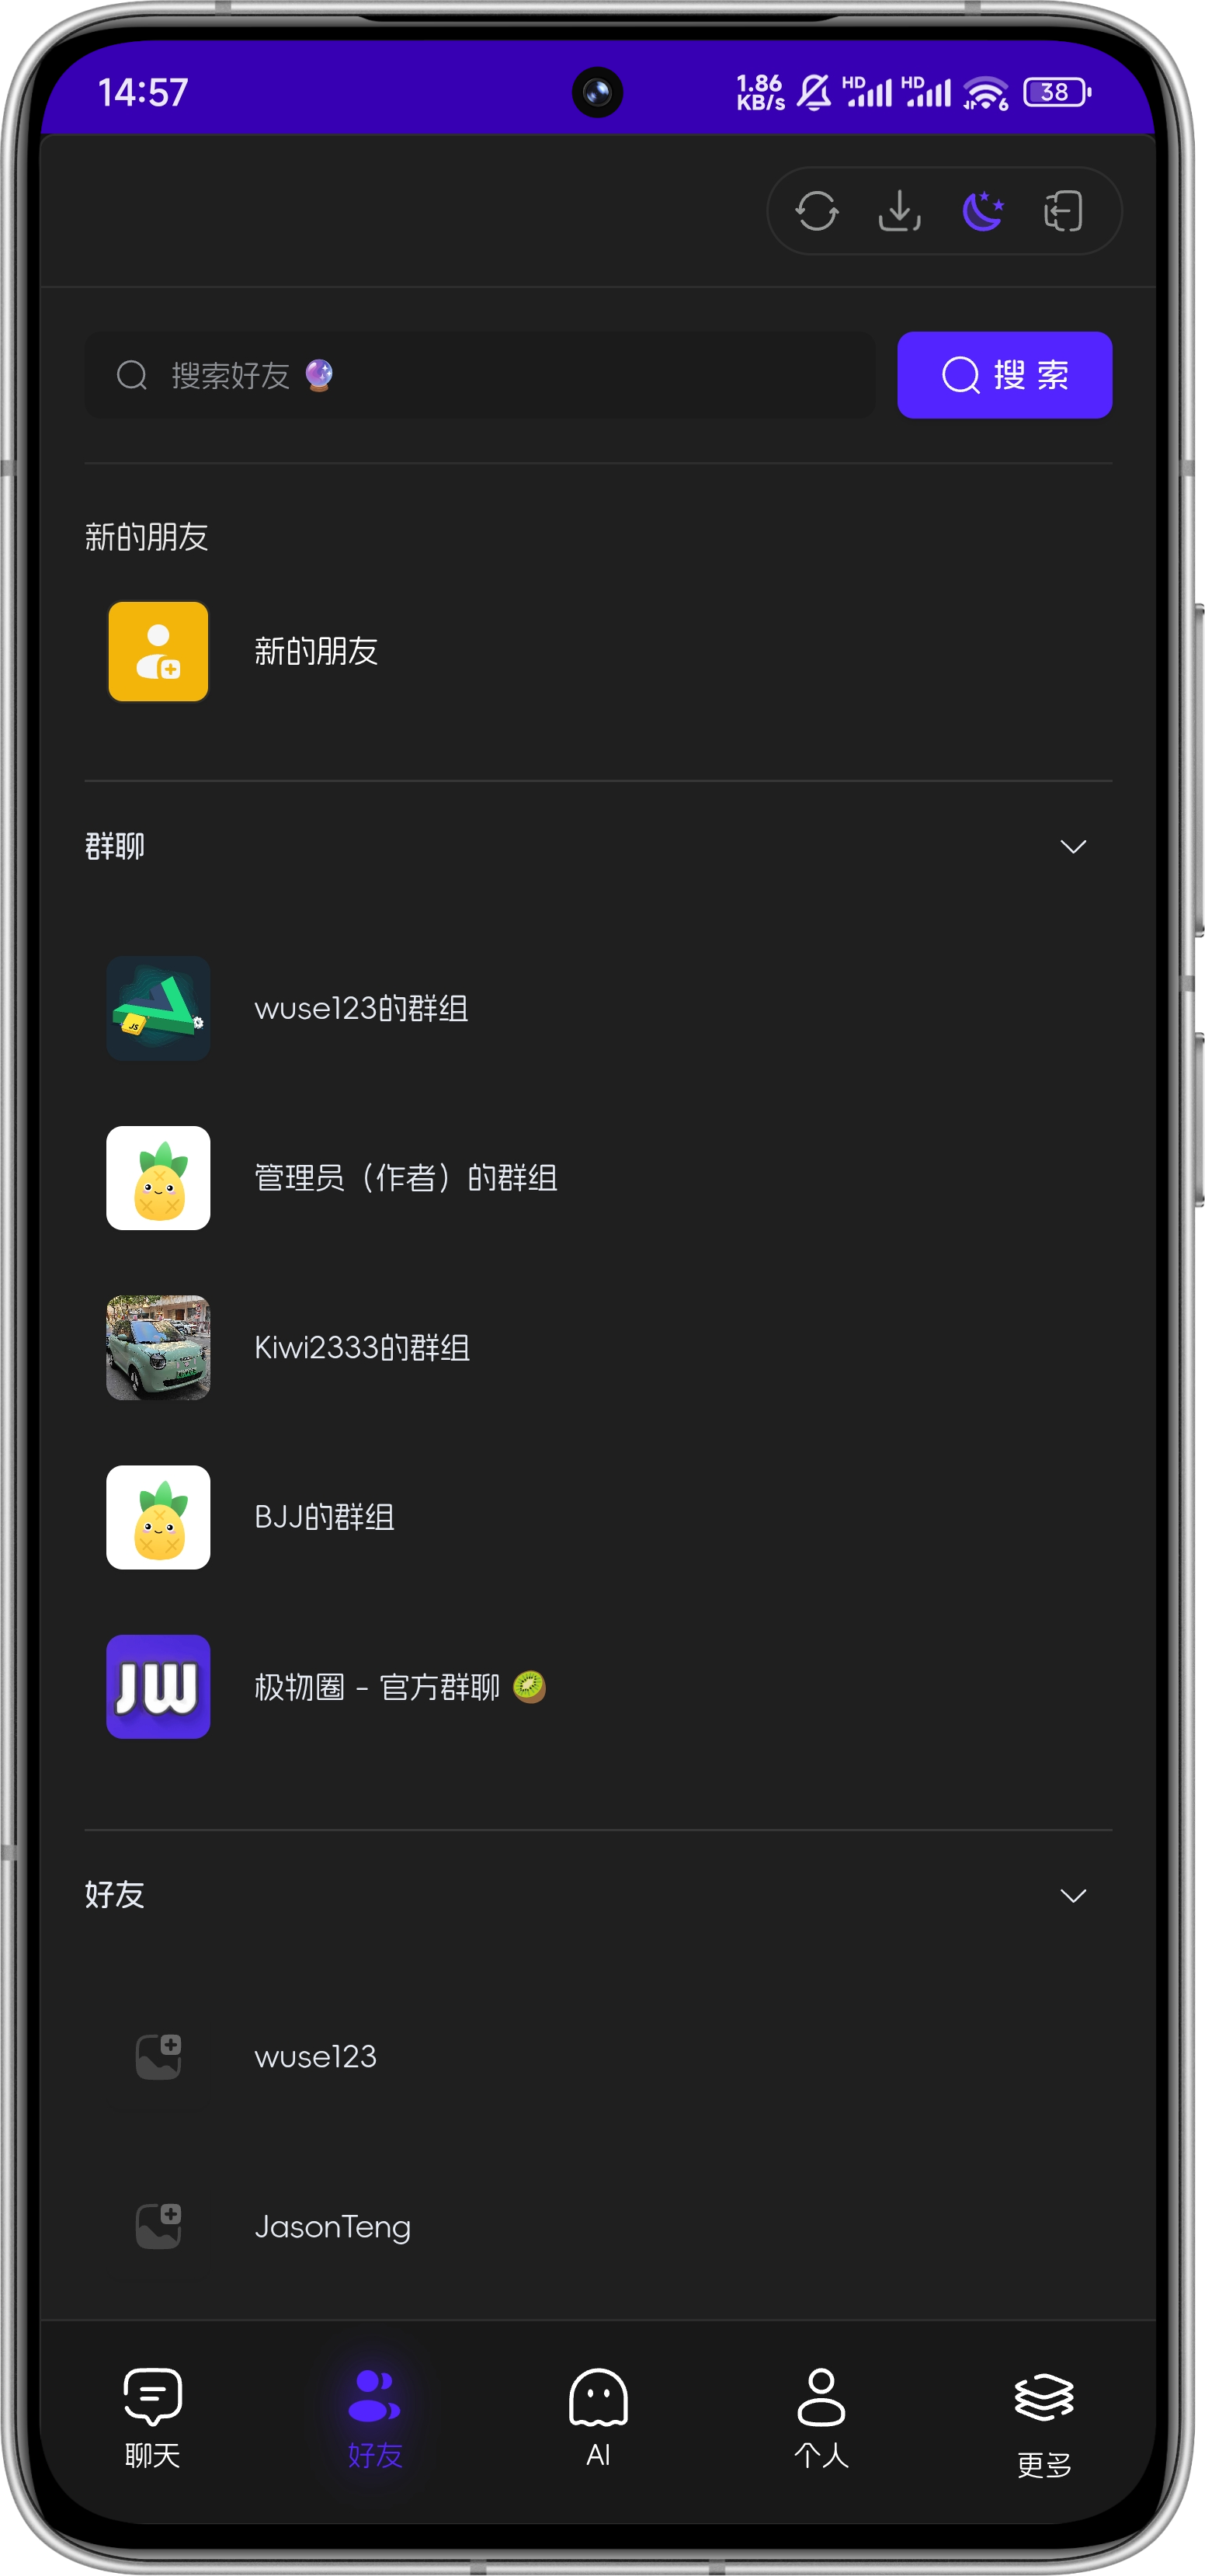 14:57
1.86
KB/s
HD
HD
6
38
搜索好友 🔮
搜 索
新的朋友
新的朋友
群聊
JS
wuse123的群组
管理员（作者）的群组
Kiwi2333的群组
BJJ的群组
JW
极物圈 - 官方群聊 🥝
好友
wuse123
JasonTeng
聊天
好友
AI
个人
更多